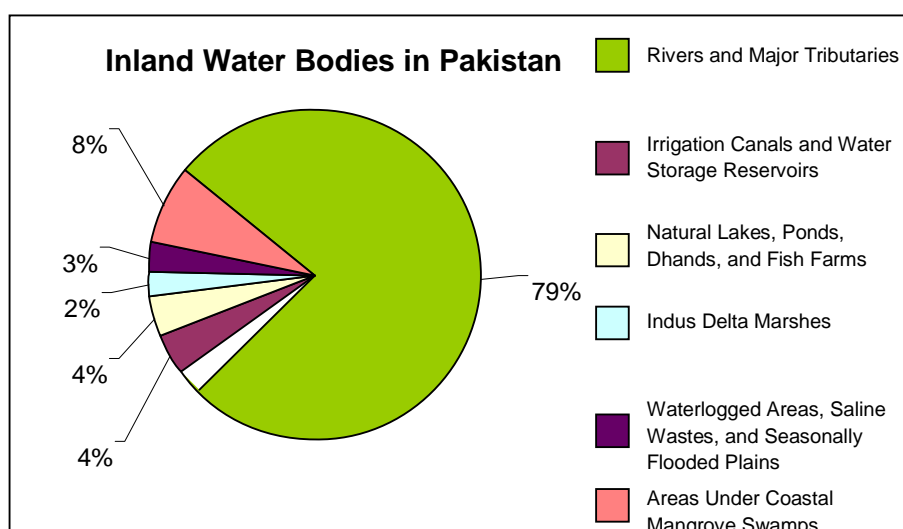 Inland Water Bodies in Pakistan
8%
3%
2%
4%
4%
79%
Rivers and Major Tributaries
Irrigation Canals and Water
Storage Reservoirs
Natural Lakes, Ponds,
Dhands, and Fish Farms
Indus Delta Marshes
Waterlogged Areas, Saline
Wastes, and Seasonally
Flooded Plains
Areas Under Coastal
Mangrove Swamps